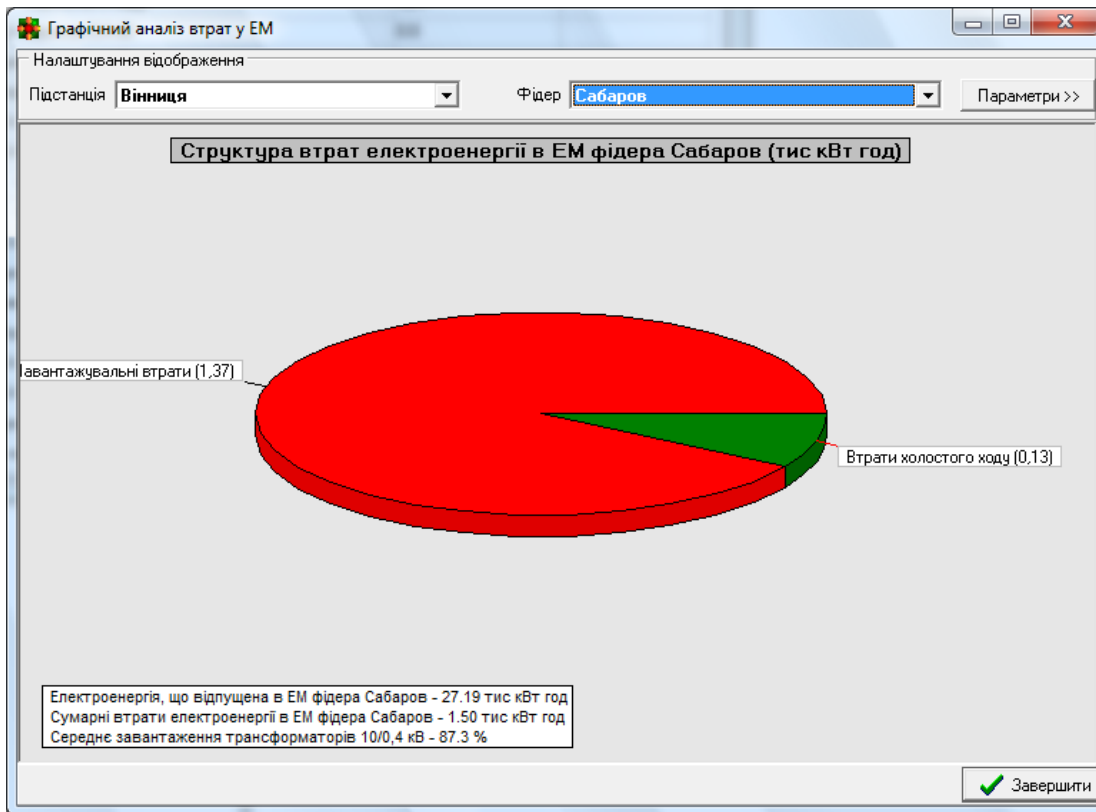 Графічний аналіз втрат у ЕМ
Налаштування відображення
Підстанція Вінниця Фідер Сабаров Параметри >>
Структура втрат електроенергії в ЕМ фідера Сабаров (тис кВт год)
втрати (1,37)
Втрати холостого ходу (0,13)
Електроенергія, що відпущена в ЕМ фідера Сабаров - 27.19 тис кВт год
Сумарні втрати електроенергії в ЕМ фідера Сабаров - 1.50 тис кВт год
Середнє завантаження трансформаторів 10/0,4 кВ - 87.3 %
Завершити